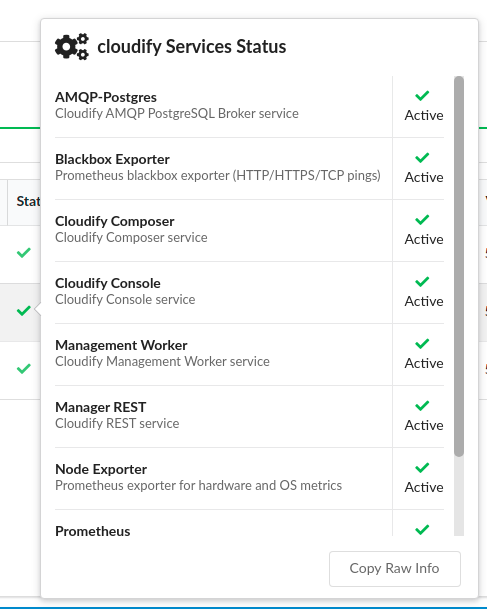 cloudify Services Status
AMQP-Postgres
Cloudify AMQP PostgreSQL Broker service
Active
Blackbox Exporter
Prometheus blackbox exporter (HTTP/HTTPS/TCP pings)
Active
Stat
Cloudify Composer
Cloudify Composer service
Active
Cloudify Console
Cloudify Console service
Active
Management Worker
Cloudify Management Worker service
Active
Manager REST
Cloudify REST service
Active
Node Exporter
Prometheus exporter for hardware and OS metrics
Active
Prometheus
Copy Raw Info